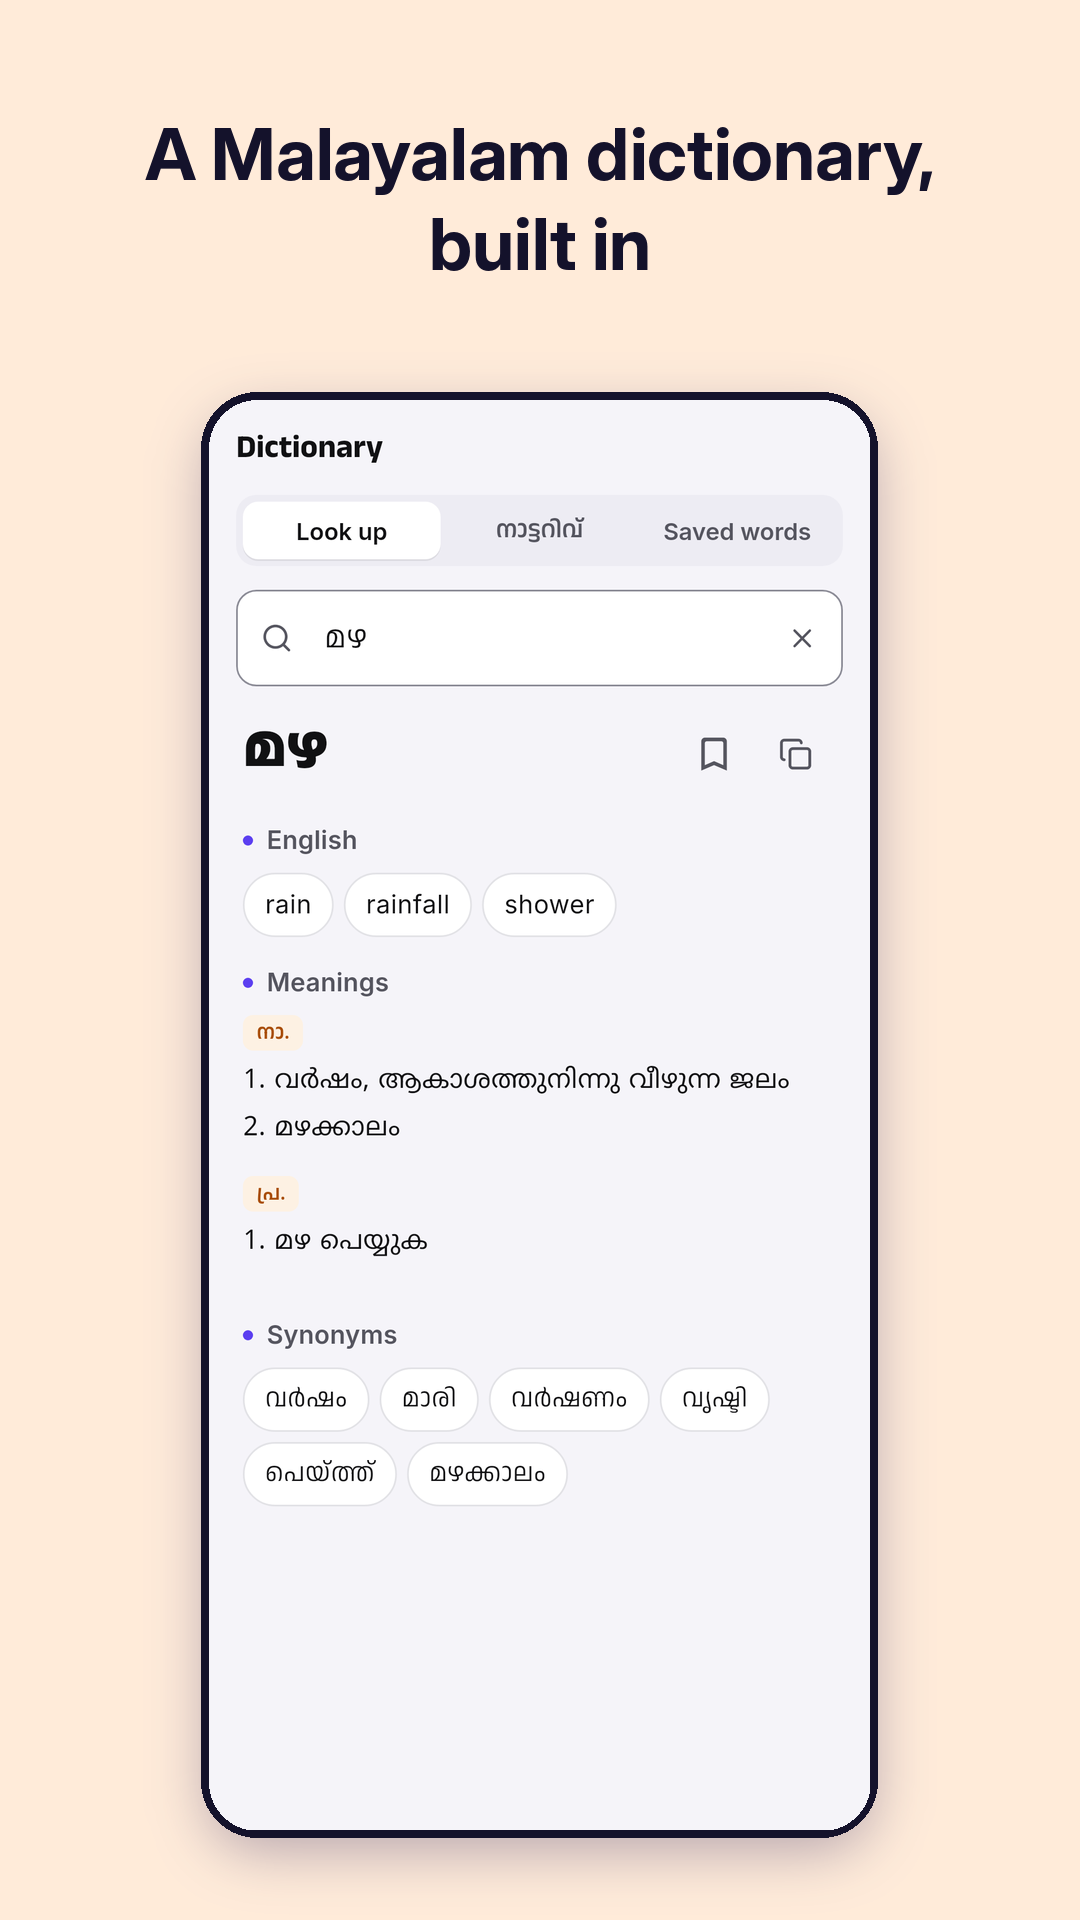 A Malayalam dictionary,
built in
Dictionary
Look up നാട്ടറിവ് Saved words
മഴ
മഴ
English
rain rainfall shower
Meanings
നാ.
1. വർഷം, ആകാശത്തുനിന്നു വീഴുന്ന ജലം
2. മഴക്കാലം
പ്ര.
1. മഴ പെയ്യുക
Synonyms
വർഷം മാരി വർഷണം വൃഷ്ടി
പെയ്ത്ത് മഴക്കാലം